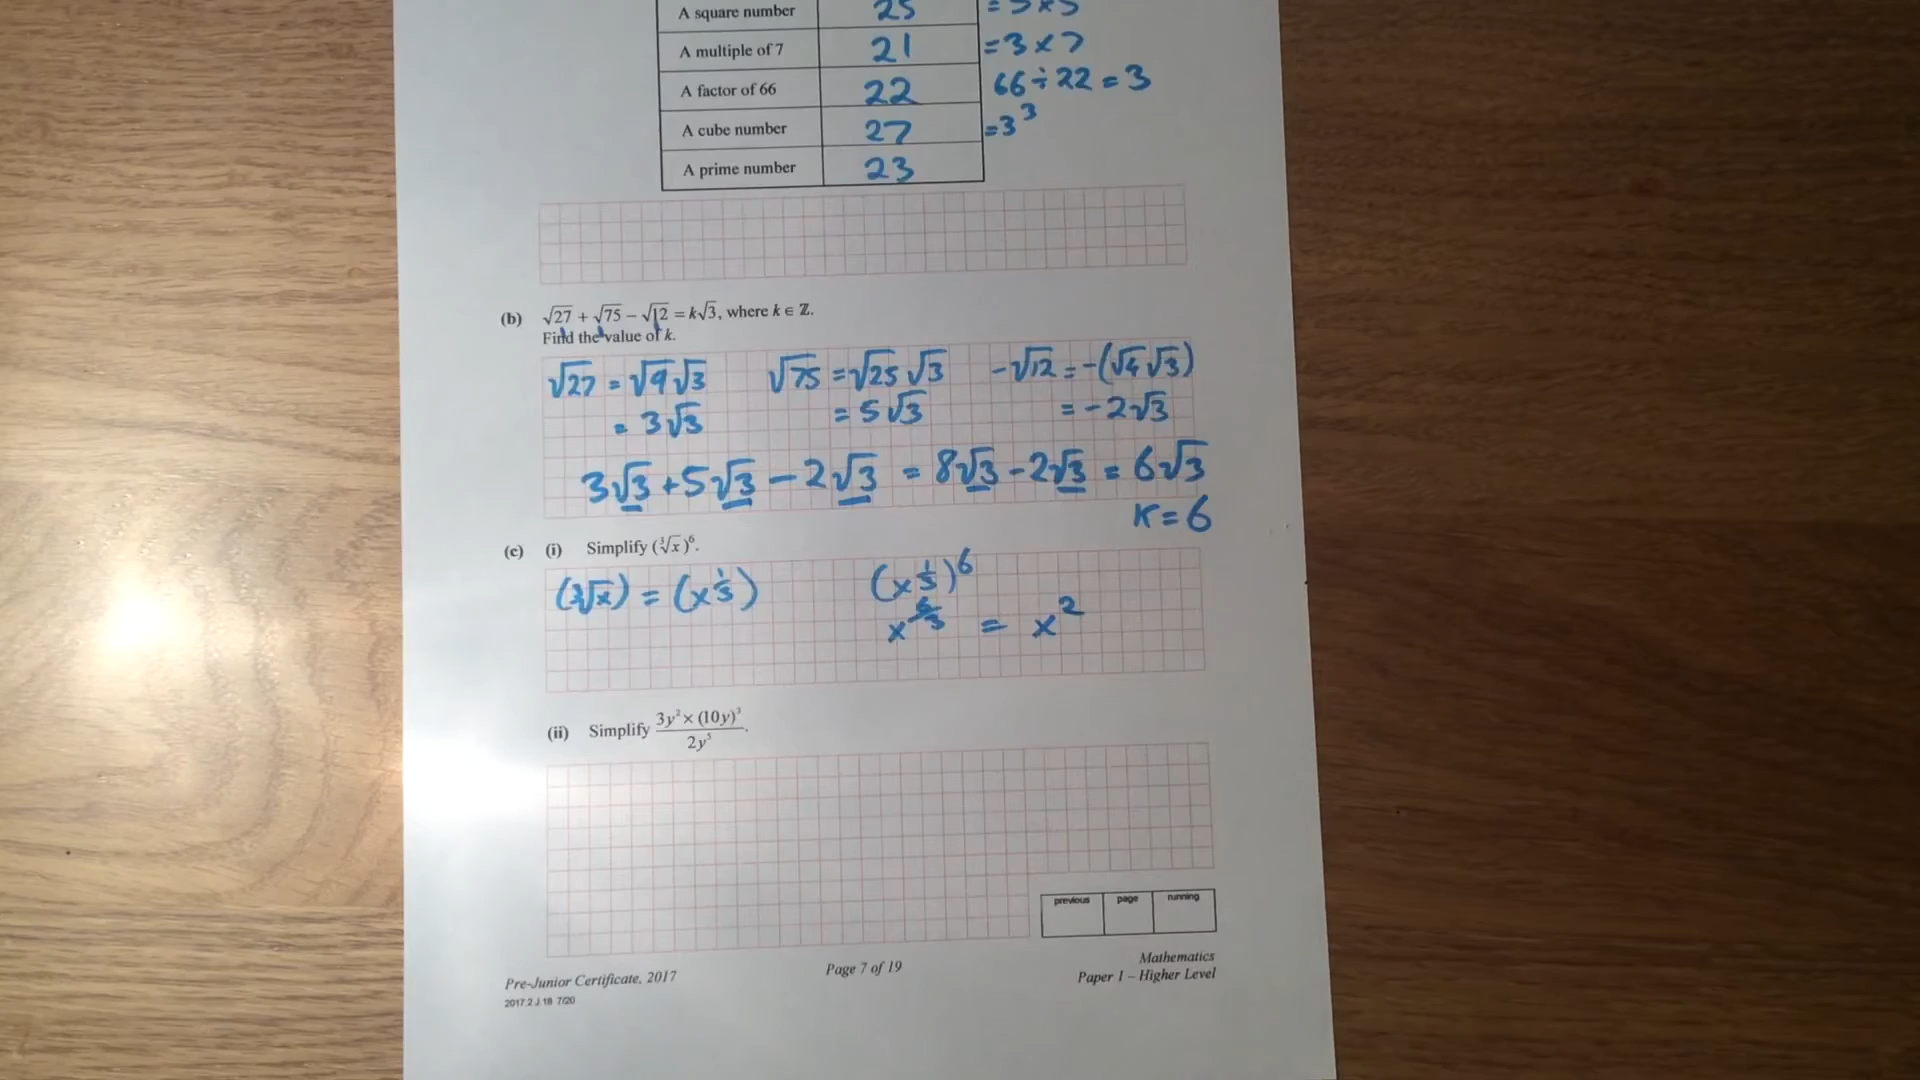 A square number 25 = 5 x 5
A multiple of 7 21 = 3 x 7
A factor of 66 22 66 ÷ 22 = 3
A cube number 27 = 3³
A prime number 23
(b) √27 + √75 − √12 = k√3, where k ∈ ℤ.
Find the value of k.
√27 = √9 √3 √75 = √25 √3 -√12 = -(√4 √3)
= 3√3 = 5√3 = -2√3
3√3 + 5√3 - 2√3 = 8√3 - 2√3 = 6√3
K = 6
(c) (i) Simplify (∛x)⁶.
(∛x) = (x^1/3) (x^1/3)^6
x^6/3 = x²
(ii) Simplify 3y² × (10y)³ / 2y⁵.
previous page running
Pre-Junior Certificate, 2017 Page 7 of 19 Mathematics
2017.2 J.18 7/20 Paper 1 – Higher Level